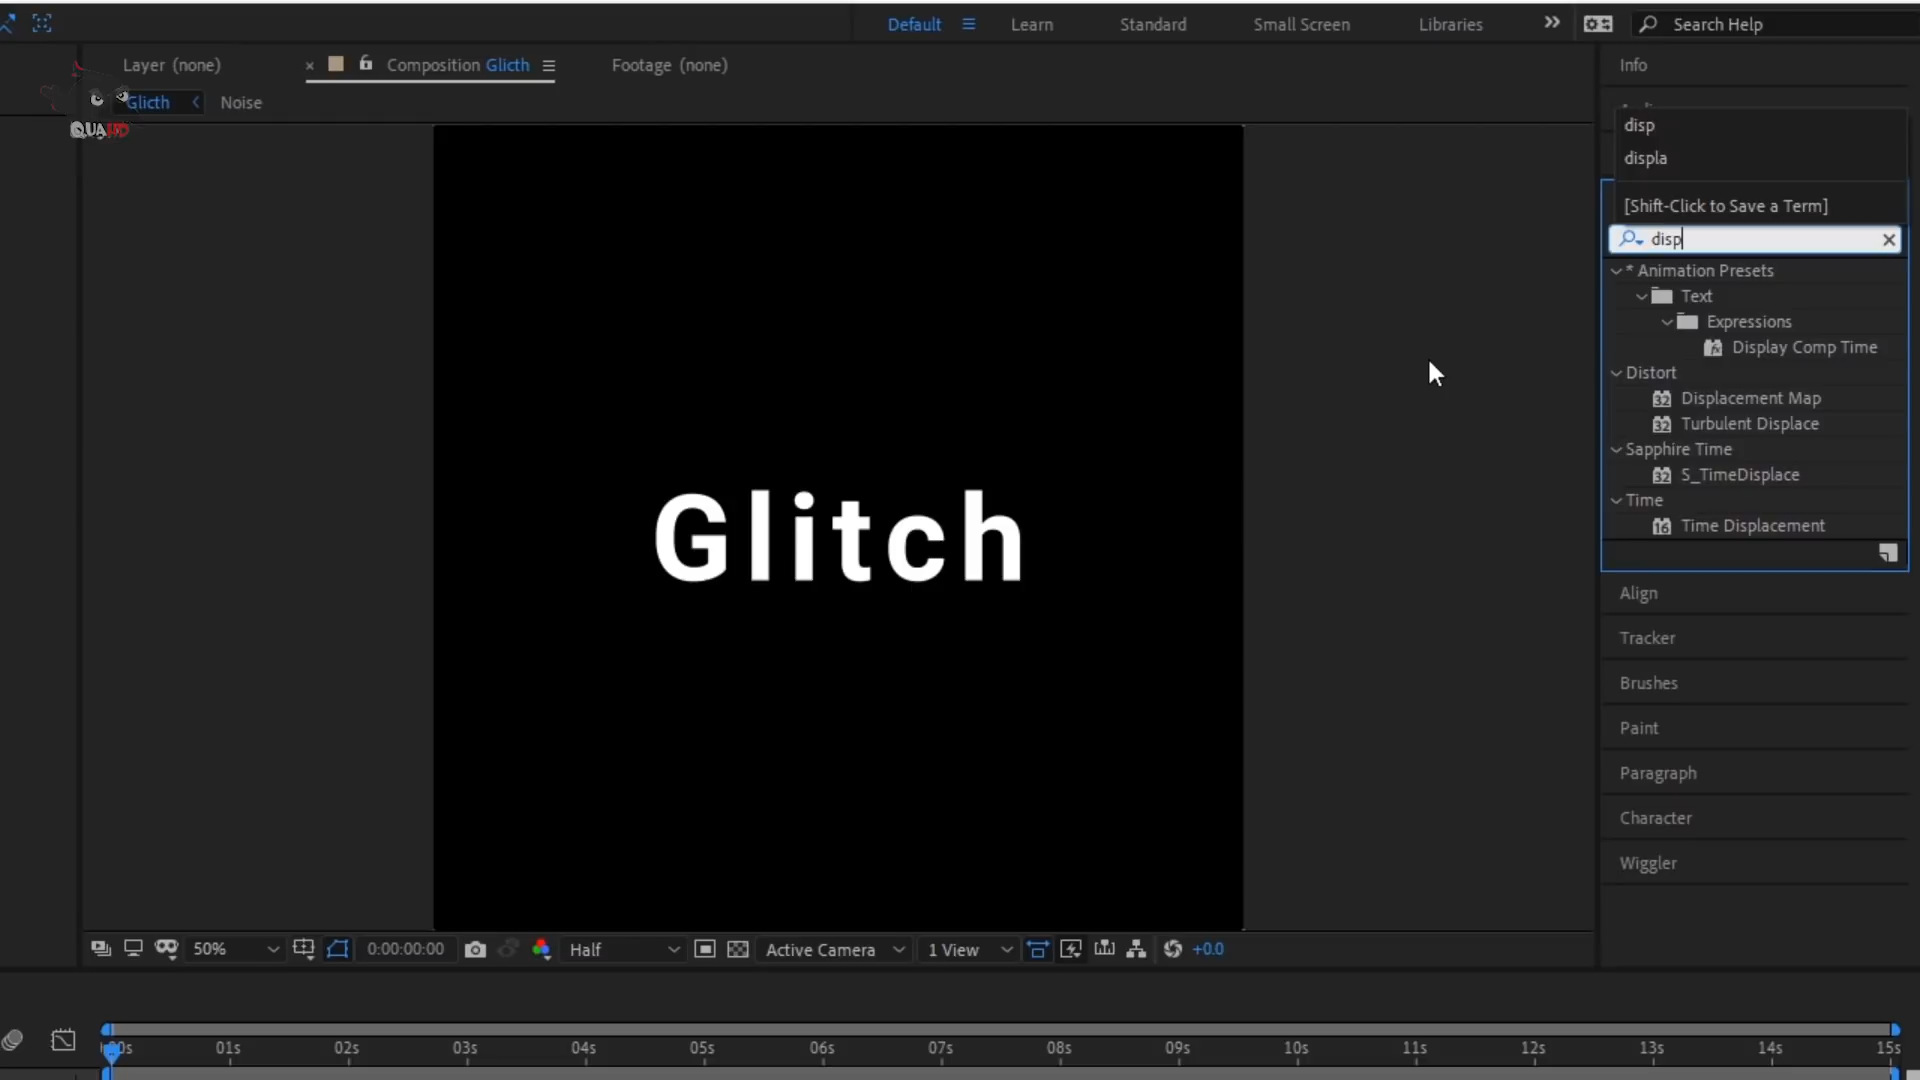 Default
Learn
Standard
Small Screen
Libraries
Search Help
Layer (none)
Composition Glicth
Footage (none)
Info
Glicth
Noise
QUAHD
disp
displa
[Shift-Click to Save a Term]
disp
* Animation Presets
Text
Expressions
Display Comp Time
Distort
Displacement Map
Turbulent Displace
Sapphire Time
S_TimeDisplace
Time
Time Displacement
Glitch
Align
Tracker
Brushes
Paint
Paragraph
Character
Wiggler
50%
0:00:00:00
Half
Active Camera
1 View
+0.0
01s
02s
03s
04s
05s
06s
07s
08s
09s
10s
11s
12s
13s
14s
15s